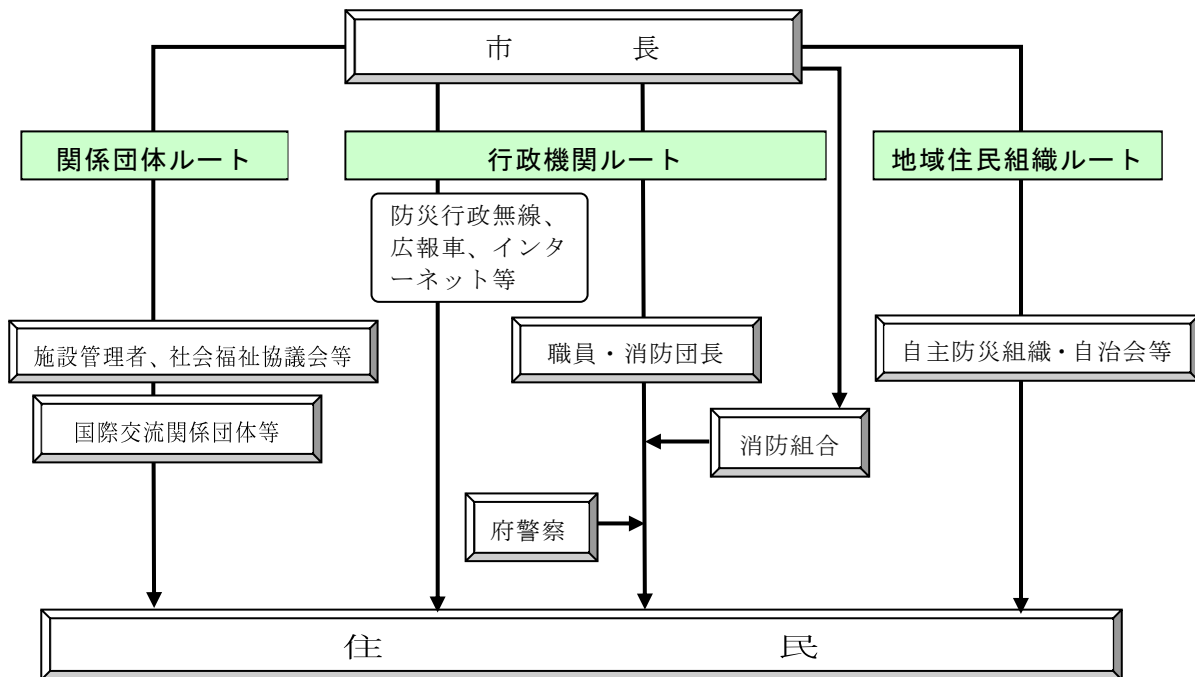 市　　　長
関係団体ルート
行政機関ルート
地域住民組織ルート
防災行政無線、
広報車、インタ
ーネット等
施設管理者、社会福祉協議会等
職員・消防団長
自主防災組織・自治会等
国際交流関係団体等
消防組合
府警察
住　　　民